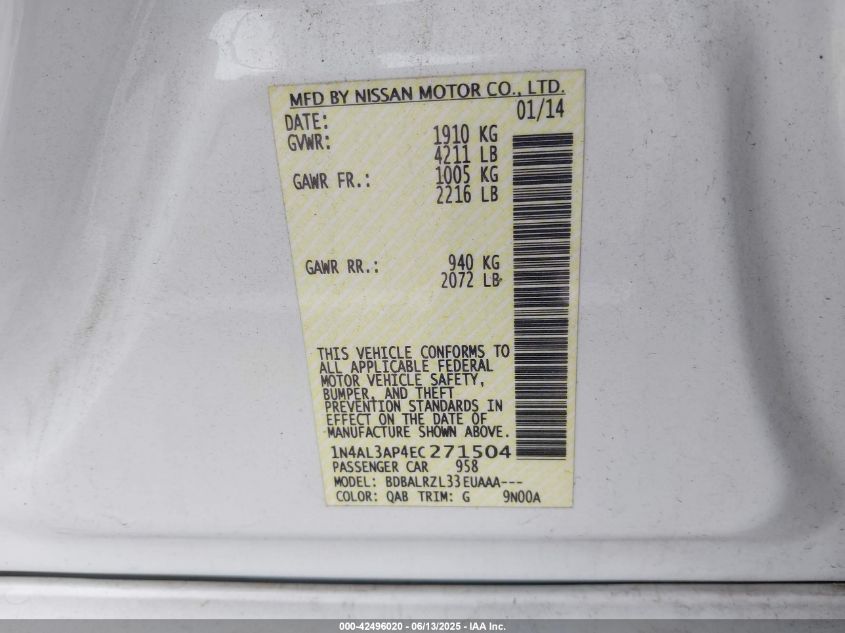 MFD BY NISSAN MOTOR CO., LTD.
DATE: 01/14
GVWR: 1910 KG
4211 LB
GAWR FR.: 1005 KG
2216 LB
GAWR RR.: 940 KG
2072 LB
THIS VEHICLE CONFORMS TO
ALL APPLICABLE FEDERAL
MOTOR VEHICLE SAFETY,
BUMPER, AND THEFT
PREVENTION STANDARDS IN
EFFECT ON THE DATE OF
MANUFACTURE SHOWN ABOVE.
1N4AL3AP4EC271504
PASSENGER CAR 958
MODEL: BDBALRZL33EUAAA---
COLOR: QAB TRIM: G 9N00A
000-42496020 - 06/13/2025 - IAA Inc.